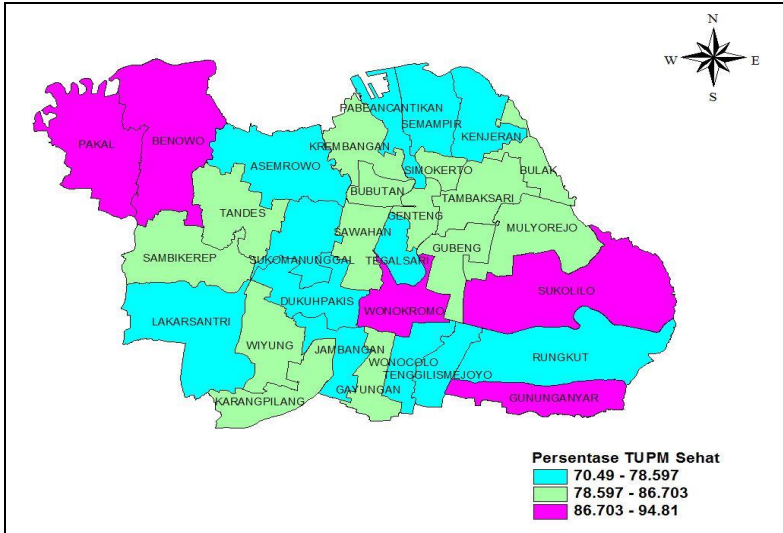 N
W E
S
PABEANCANTIKAN
SEMAMPIR
KENJERAN
PAKAL
BENOWO
KREMBANGAN
ASEMROWO
SIMOKERTO
BULAK
BUBUTAN
TAMBAKSARI
TANDES
GENTENG
MULYOREJO
SAWAHAN
GUBENG
SAMBIKEREP
SUKOMANUNGGAL
TEGALSARI
SUKOLILO
DUKUHPAKIS
WONOKROMO
LAKARSANTRI
WIYUNG
JAMBANGAN
WONOCOLO
RUNGKUT
TENGGILISMEJOYO
GAYUNGAN
GUNUNGANYAR
KARANGPILANG
Persentase TUPM Sehat
70.49 - 78.597
78.597 - 86.703
86.703 - 94.81